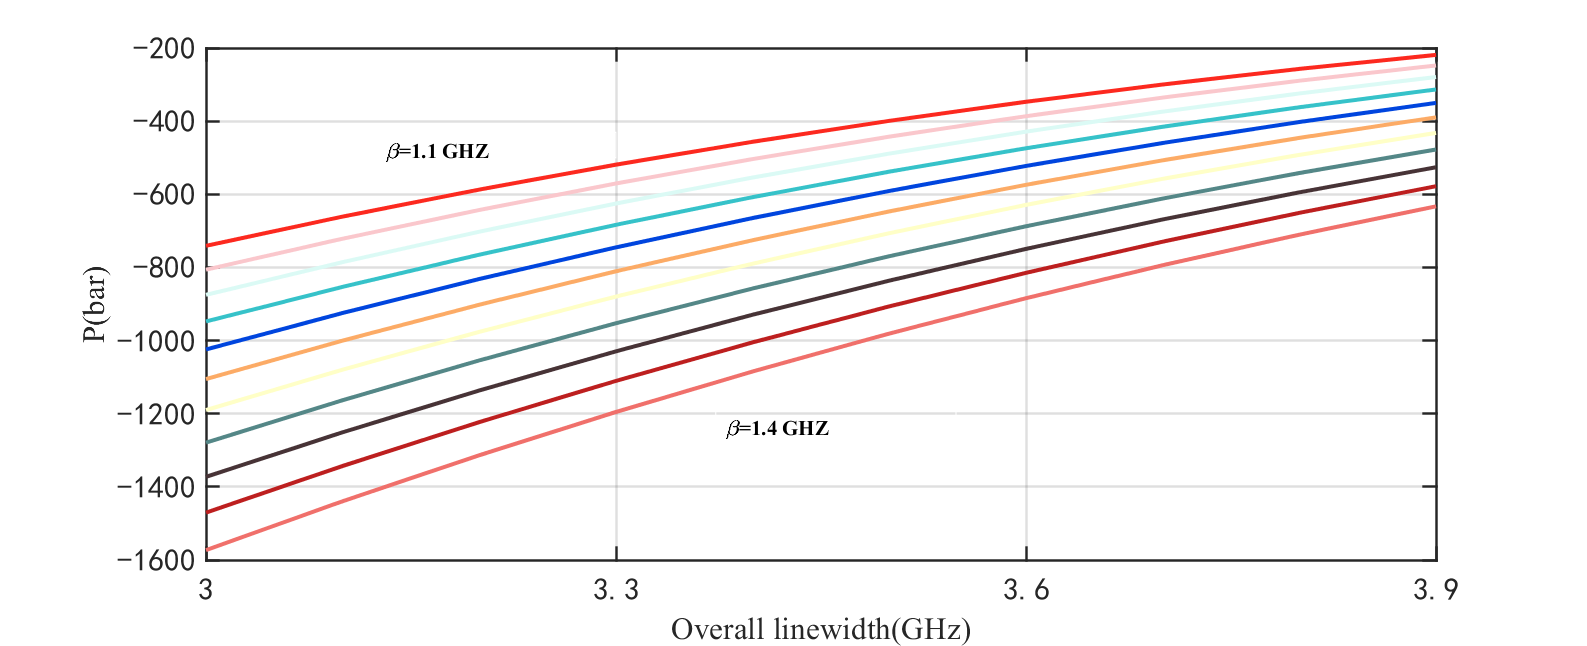 −200
−400
−600
−800
−1000
−1200
−1400
−1600
P(bar)
β=1.1 GHZ
β=1.4 GHZ
3 3.3 3.6 3.9
Overall linewidth(GHz)